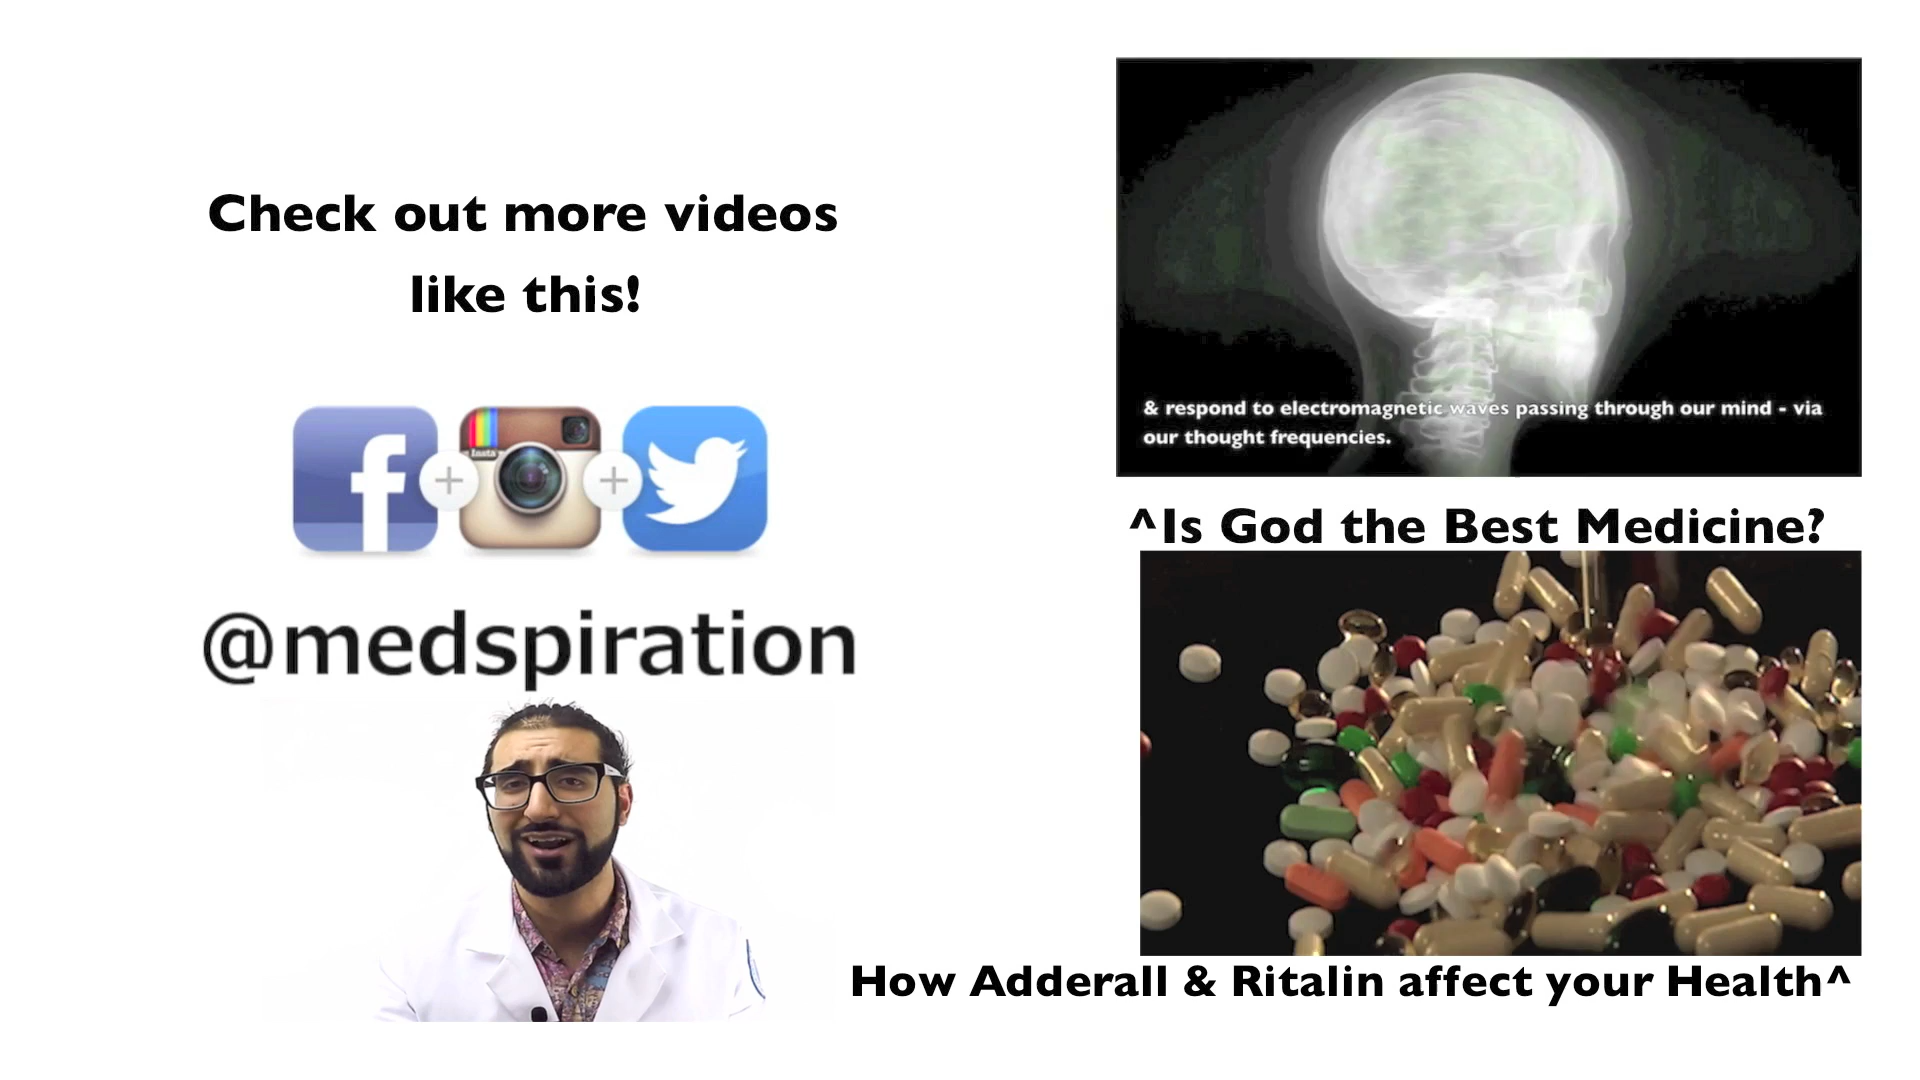 Check out more videos
like this!
f
Insta
@medspiration
& respond to electromagnetic waves passing through our mind - via
our thought frequencies.
^Is God the Best Medicine?
How Adderall & Ritalin affect your Health^